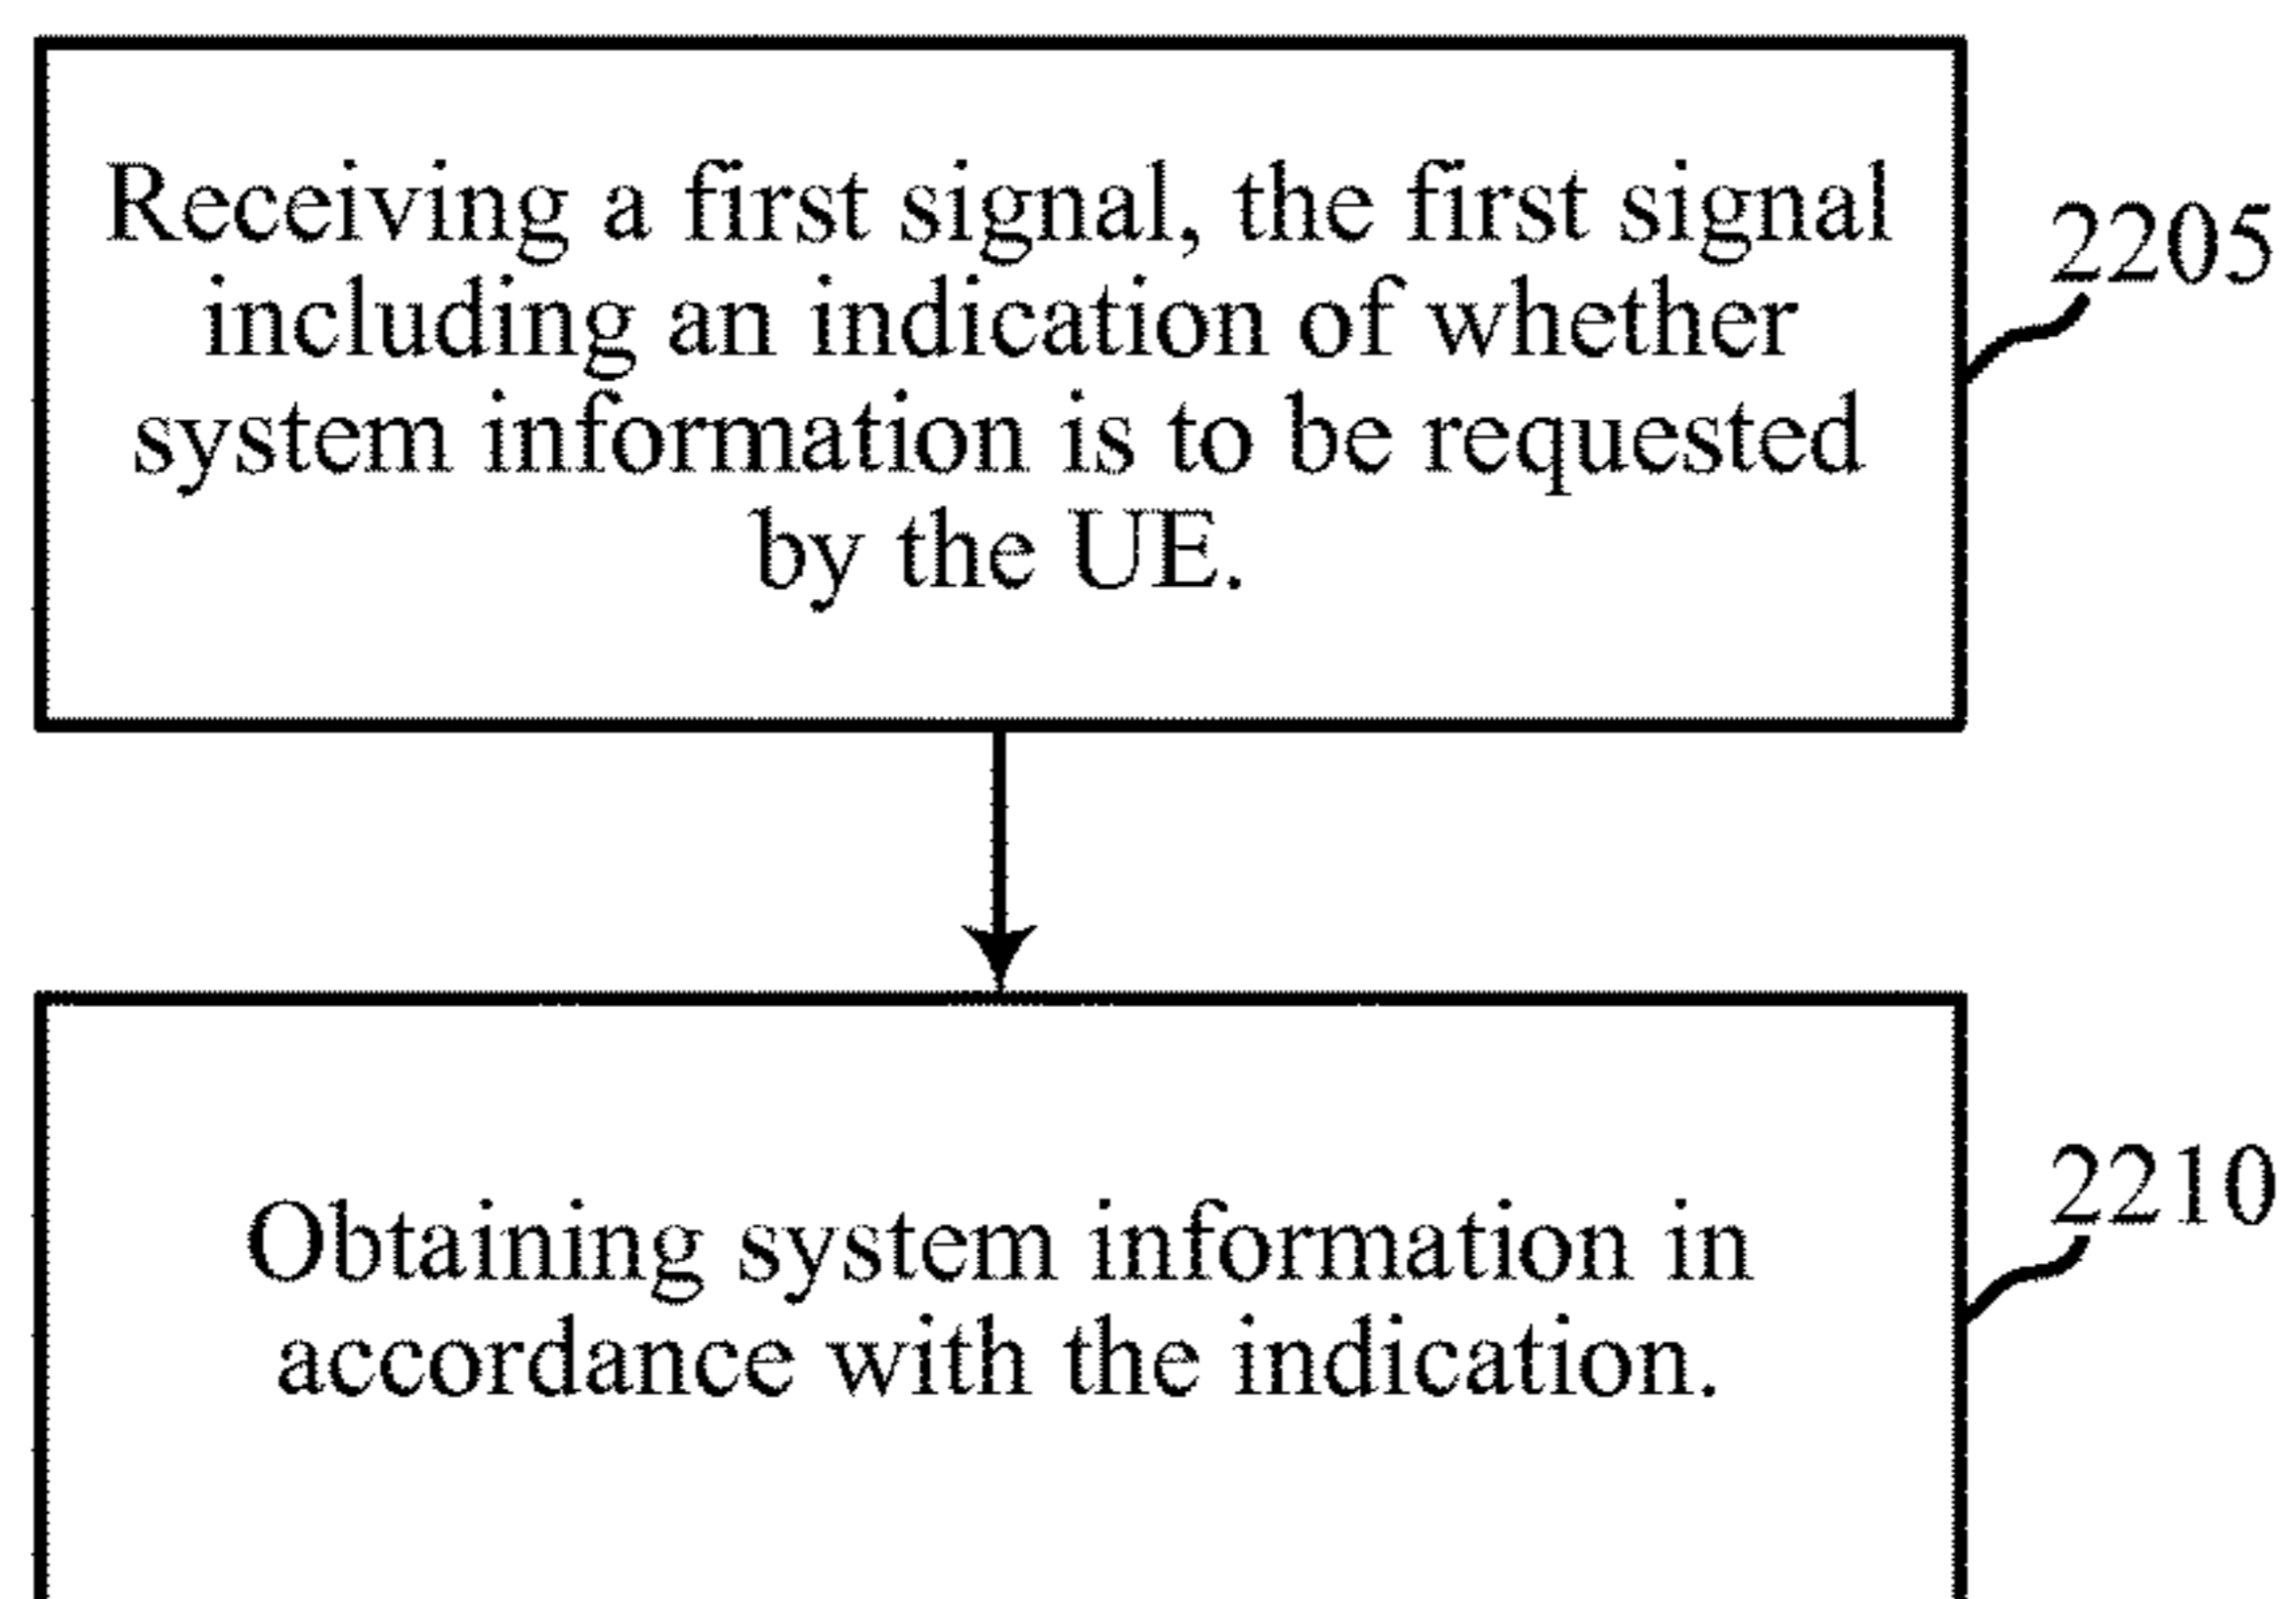 Receiving a first signal, the first signal
including an indication of whether
system information is to be requested
by the UE.
2205
Obtaining system information in
accordance with the indication.
2210